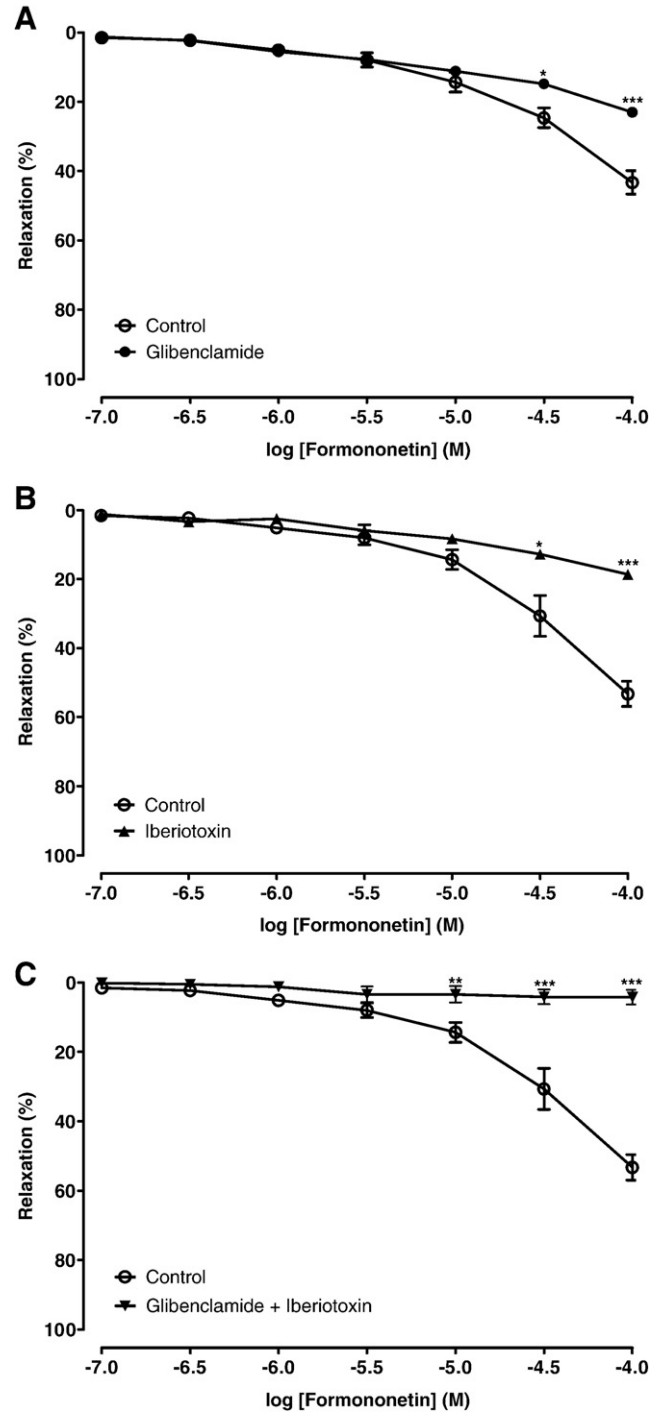 A
0
20
40
60
80
100
Relaxation (%)
*
***
Control
Glibenclamide
-7.0 -6.5 -6.0 -5.5 -5.0 -4.5 -4.0
log [Formononetin] (M)
B
0
20
40
60
80
100
Relaxation (%)
*
***
Control
Iberiotoxin
-7.0 -6.5 -6.0 -5.5 -5.0 -4.5 -4.0
log [Formononetin] (M)
C
0
20
40
60
80
100
Relaxation (%)
** *** ***
Control
Glibenclamide + Iberiotoxin
-7.0 -6.5 -6.0 -5.5 -5.0 -4.5 -4.0
log [Formononetin] (M)